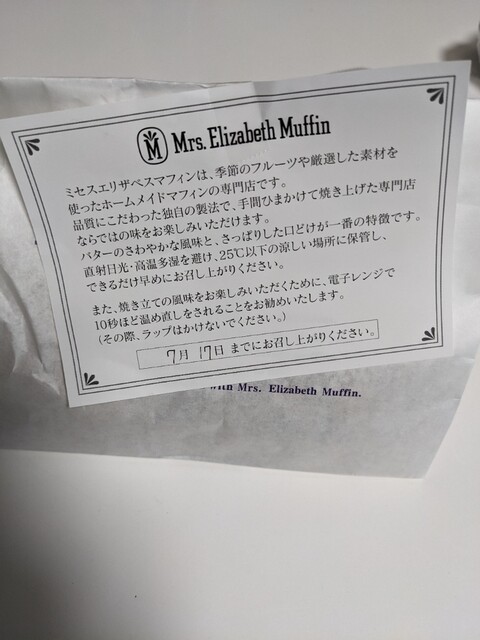 M Mrs. Elizabeth Muffin
ミセスエリザベスマフィンは、季節のフルーツや厳選した素材を
使ったホームメイドマフィンの専門店です。
品質にこだわった独自の製法で、手間ひまかけて焼き上げた専門店
ならではの味をお楽しみいただけます。
バターのさわやかな風味と、さっぱりした口どけが一番の特徴です。
直射日光・高温多湿を避け、25℃以下の涼しい場所に保管し、
できるだけ早めにお召し上がりください。
また、焼き立ての風味をお楽しみいただくために、電子レンジで
10秒ほど温め直しをされることをお勧めいたします。
(その際、ラップはかけないでください。)
7月 17日 までにお召し上がりください。
with Mrs. Elizabeth Muffin.